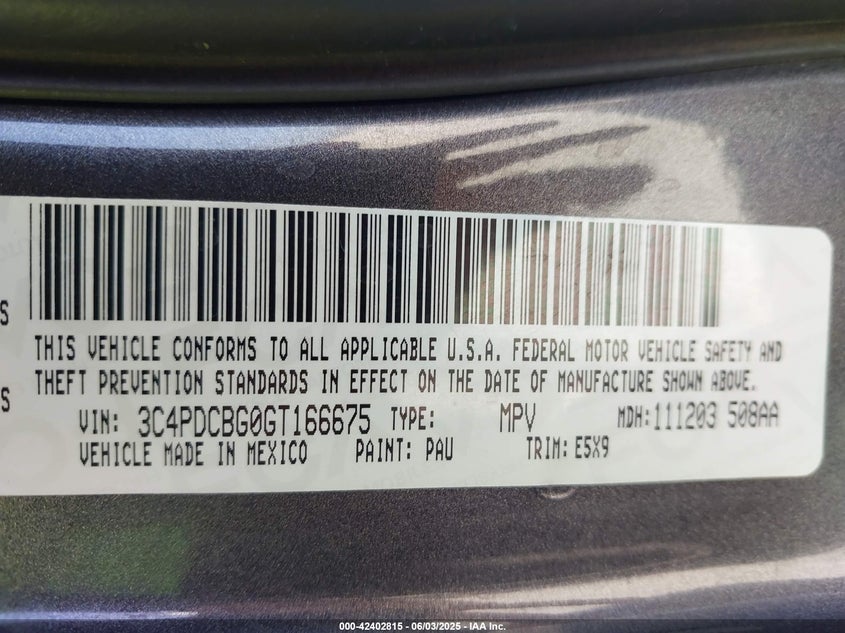 S
THIS VEHICLE CONFORMS TO ALL APPLICABLE U.S.A. FEDERAL MOTOR VEHICLE SAFETY AND
S
THEFT PREVENTION STANDARDS IN EFFECT ON THE DATE OF MANUFACTURE SHOWN ABOVE.
VIN: 3C4PDCBG0GT166675 TYPE: MPV MDH:111203 508AA
VEHICLE MADE IN MEXICO PAINT: PAU TRIM: E5X9
000-42402815 - 06/03/2025 - IAA Inc.